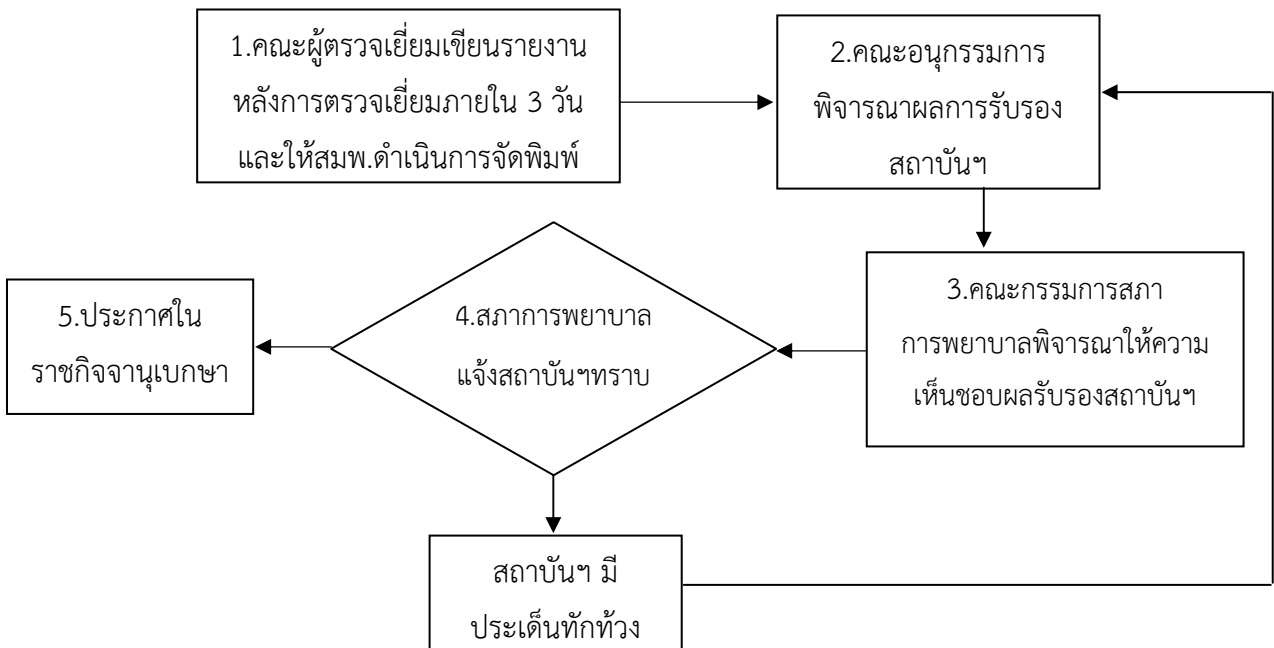 1.คณะผู้ตรวจเยี่ยมเขียนรายงาน
หลังการตรวจเยี่ยมภายใน 3 วัน
และให้สมพ.ดำเนินการจัดพิมพ์
2.คณะอนุกรรมการ
พิจารณาผลการรับรอง
สถาบันฯ
3.คณะกรรมการสภา
การพยาบาลพิจารณาให้ความ
เห็นชอบผลรับรองสถาบันฯ
4.สภาการพยาบาล
แจ้งสถาบันฯทราบ
5.ประกาศใน
ราชกิจจานุเบกษา
สถาบันฯ มี
ประเด็นทักท้วง